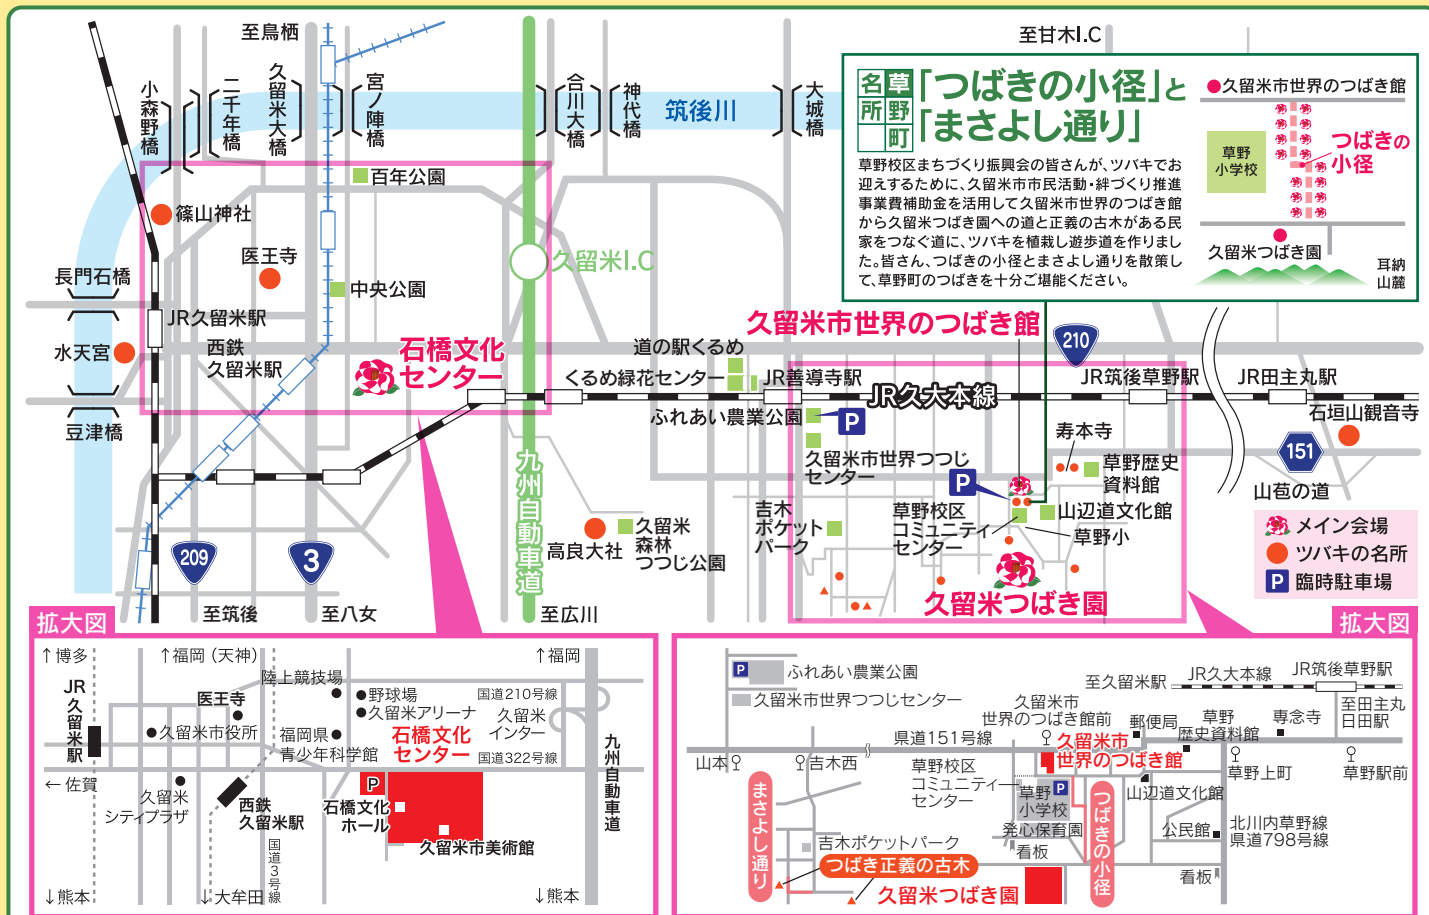 至鳥栖
至甘木I.C
小森野橋
二千年橋
久留米大橋
宮ノ陣橋
合川大橋
神代橋
筑後川
大城橋
名所
草野町
「つばきの小径」と
「まさよし通り」
草野校区まちづくり振興会の皆さんが、ツバキでお
迎えするために、久留米市市民活動・絆づくり推進
事業費補助金を活用して久留米市世界のつばき館
から久留米つばき園への道と正義の古木がある民
家をつなぐ道に、ツバキを植栽し遊歩道を作りまし
た。皆さん、つばきの小径とまさよし通りを散策し
て、草野町のつばきを十分ご堪能ください。
久留米市世界のつばき館
草野
小学校
つばきの
小径
久留米つばき園
耳納
山麓
百年公園
篠山神社
医王寺
久留米I.C
中央公園
長門石橋
JR久留米駅
水天宮
西鉄
久留米駅
石橋文化
センター
豆津橋
久留米市世界のつばき館
210
道の駅くるめ
くるめ緑花センター
JR善導寺駅
JR久大本線
JR筑後草野駅
JR田主丸駅
ふれあい農業公園
P
石垣山観音寺
寿本寺
久留米市世界つつじ
センター
草野歴史
資料館
151
山苞の道
九州自動車道
P
吉木
ポケット
パーク
草野校区
コミュニティ
センター
山辺道文化館
草野小
高良大社
久留米
森林
つつじ公園
209
3
久留米つばき園
メイン会場
ツバキの名所
P 臨時駐車場
至筑後
至八女
至広川
拡大図
↑博多
↑福岡（天神）
↑福岡
JR久留米駅
陸上競技場
医王寺
野球場
久留米アリーナ
国道210号線
久留米
インター
久留米市役所
福岡県
青少年科学館
石橋文化
センター
国道322号線
九州自動車道
←佐賀
久留米
シティプラザ
西鉄
久留米駅
P
石橋文化
ホール
久留米市美術館
国道3号線
↓熊本
↓大牟田
↓熊本
拡大図
P
ふれあい農業公園
久留米市世界つつじセンター
至久留米駅
JR久大本線
JR筑後草野駅
至田主丸
日田駅
久留米市
世界のつばき館前
郵便局
草野
歴史資料館
専念寺
県道151号線
久留米市
世界のつばき館
山本
吉木西
草野校区
コミュニティ
センター
草野
小学校
P
山辺道文化館
草野上町
草野駅前
まさよし通り
発心保育園
つばきの小径
公民館
北川内草野線
県道798号線
吉木ポケットパーク
看板
つばき正義の古木
久留米つばき園
看板